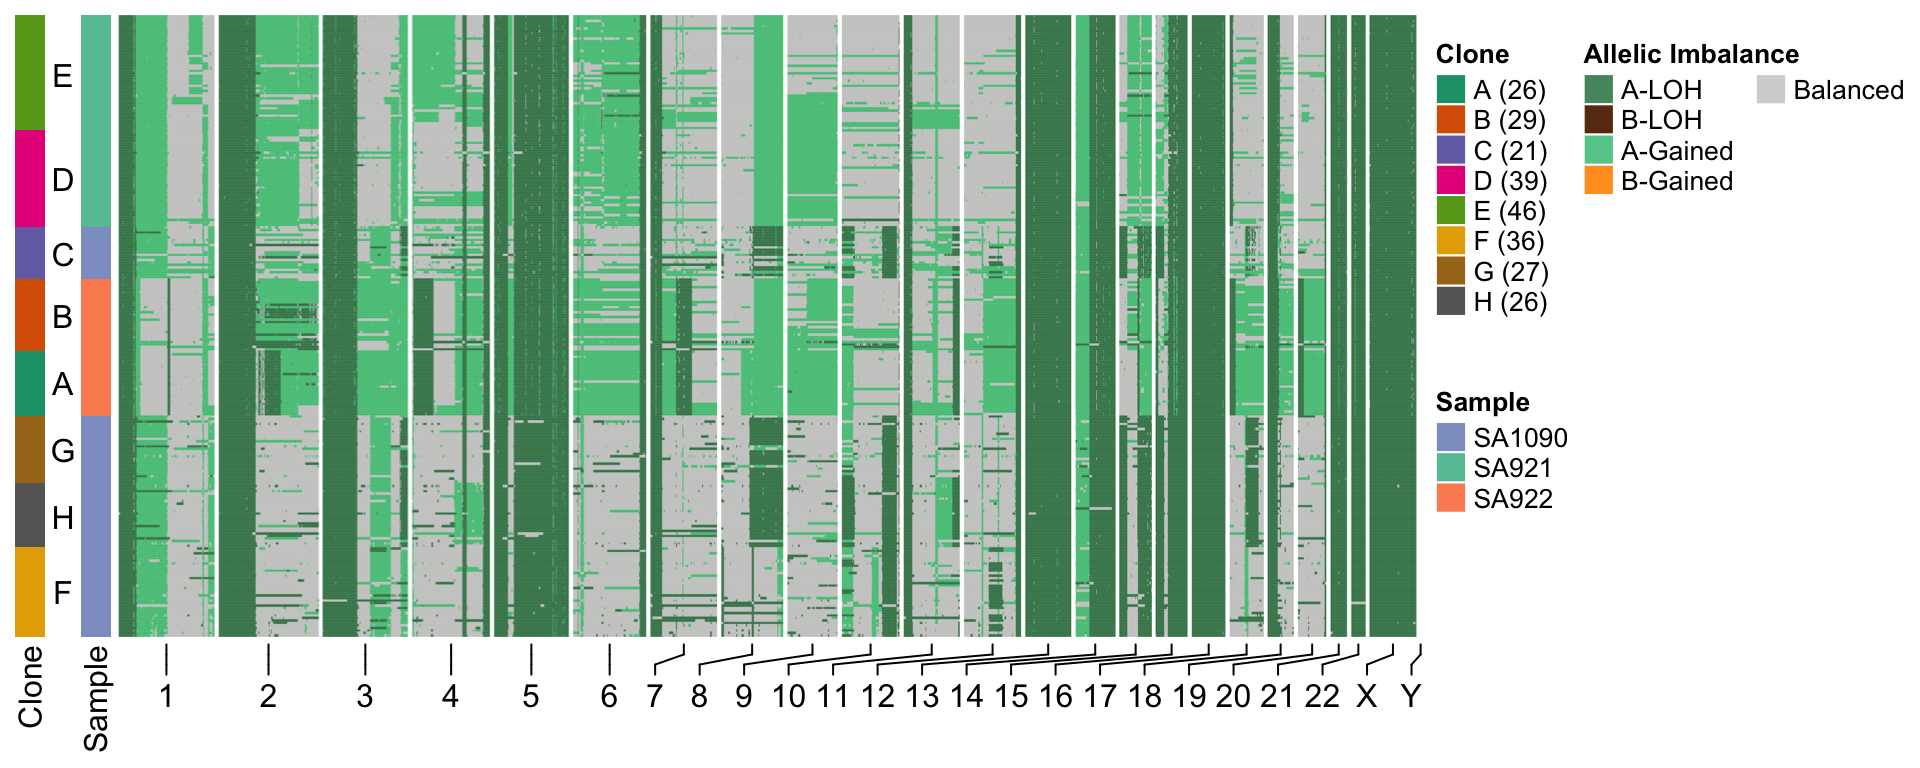 E
D
C
B
A
G
H
F
Clone
Sample
1 2 3 4 5 6 7 8 9 10 11 12 13 14 15 16 17 18 19 20 21 22 X Y
Clone
A (26)
B (29)
C (21)
D (39)
E (46)
F (36)
G (27)
H (26)
Allelic Imbalance
A-LOH
B-LOH
A-Gained
B-Gained
Balanced
Sample
SA1090
SA921
SA922